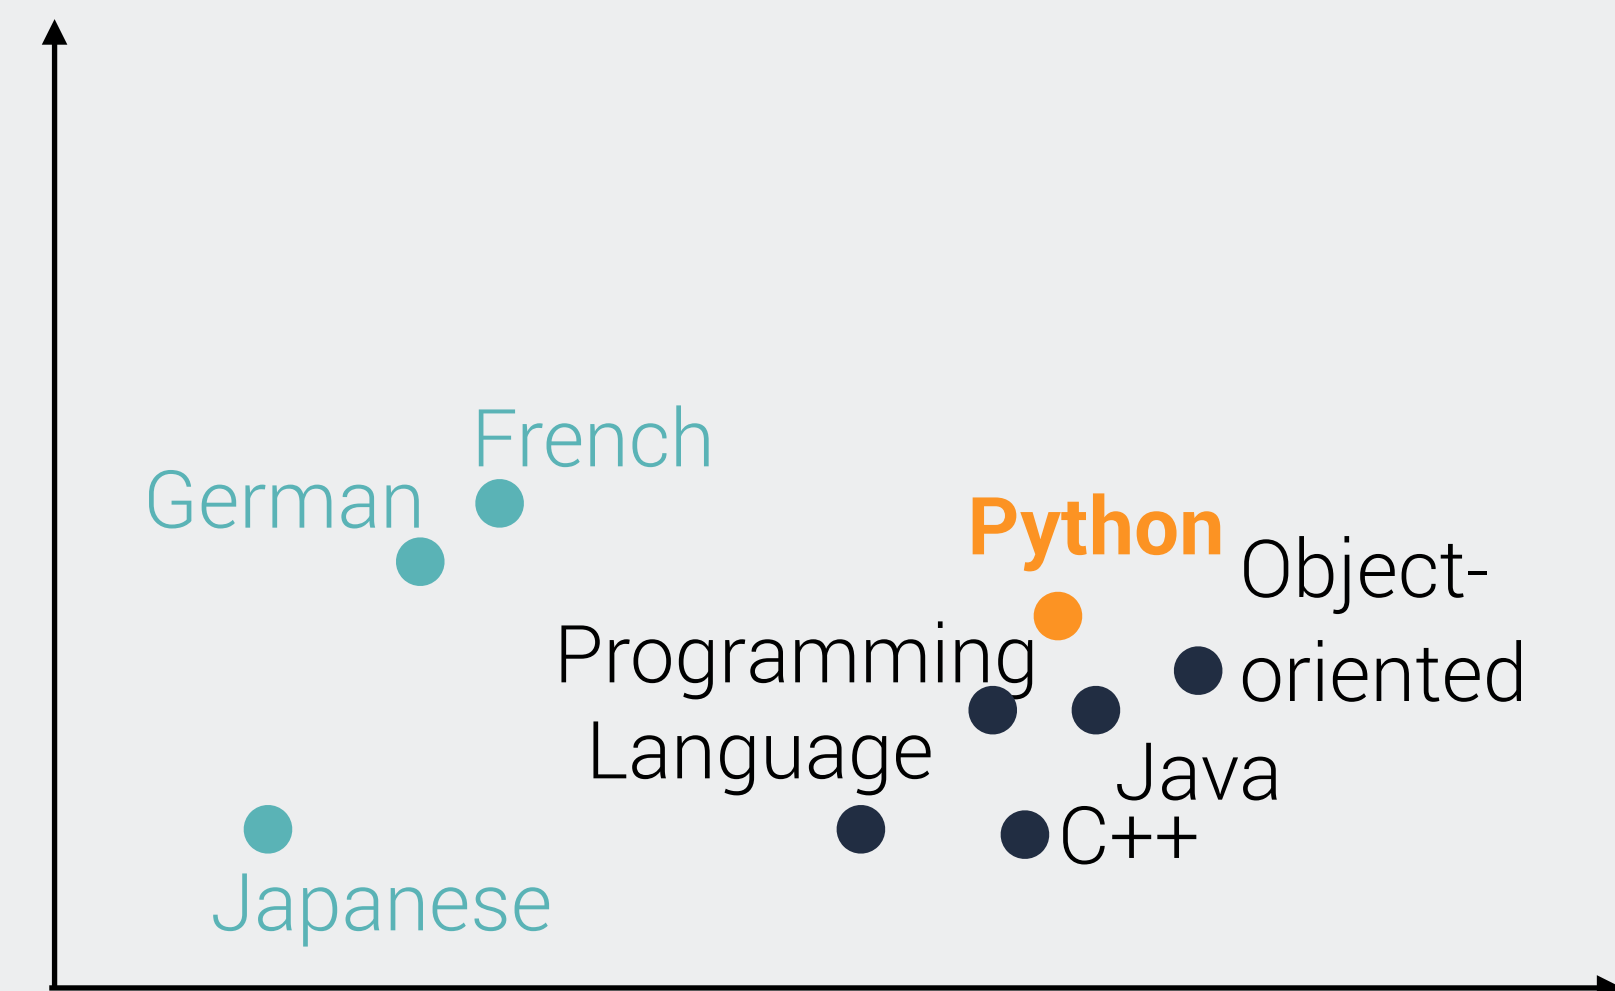 French
German
Python
Object-
oriented
Programming
Language
Java
C++
Japanese